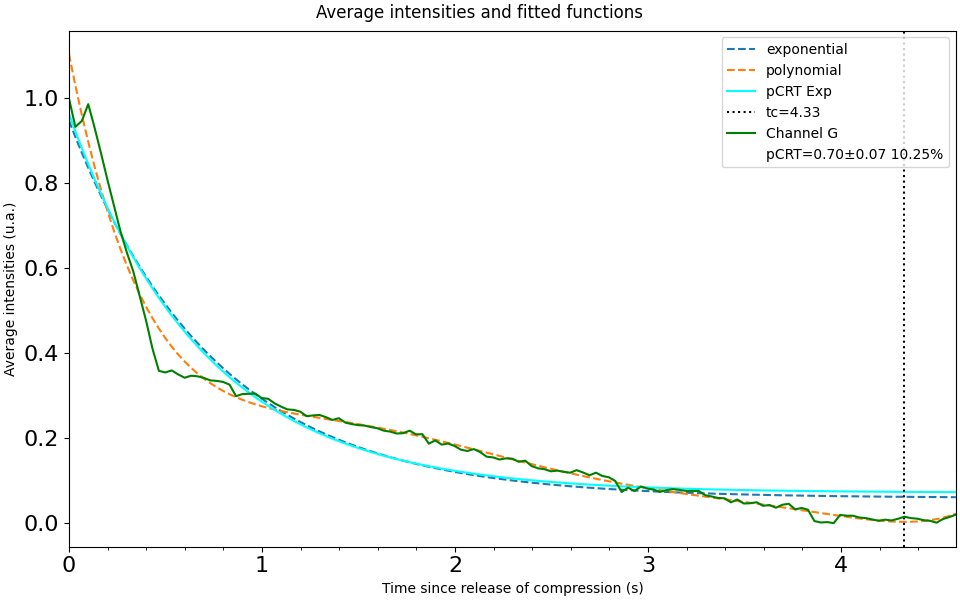 Average intensities and fitted functions
Average intensities (u.a.)
1.0
0.8
0.6
0.4
0.2
0.0
exponential
polynomial
pCRT Exp
tc=4.33
Channel G
pCRT=0.70±0.07 10.25%
0 1 2 3 4
Time since release of compression (s)